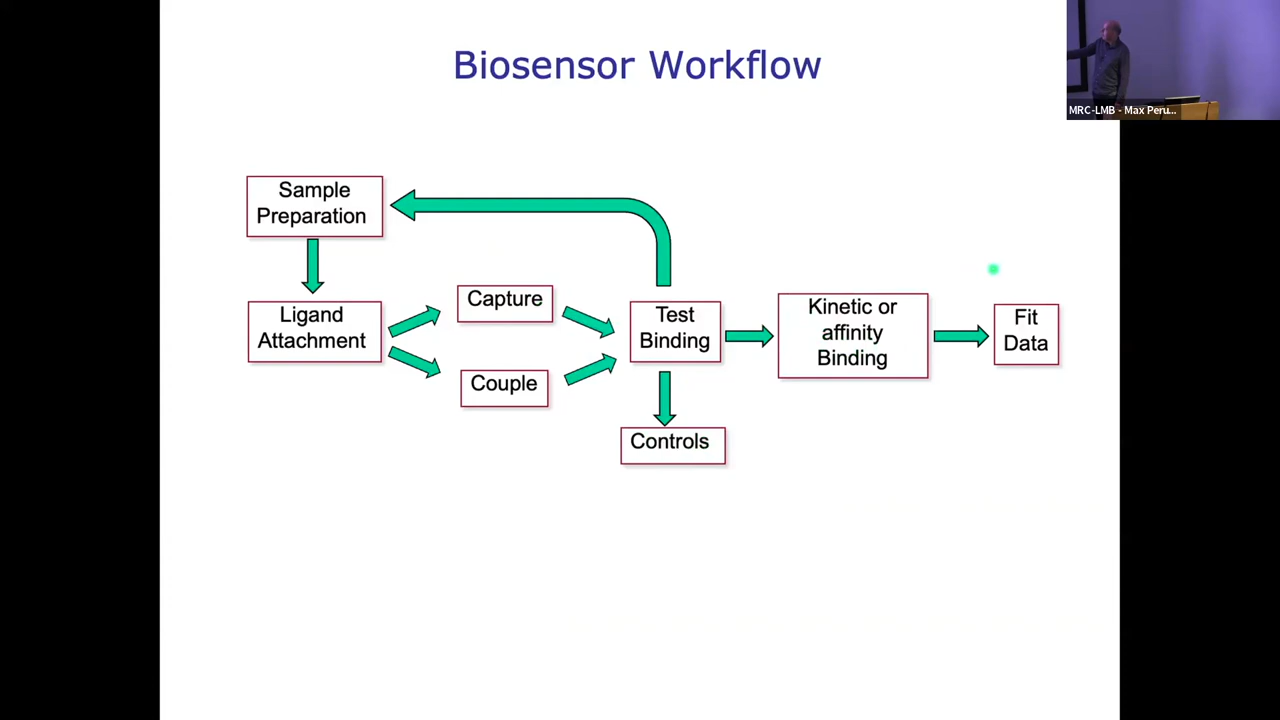 Biosensor Workflow
MRC-LMB - Max Peru...
Sample
Preparation
Ligand
Attachment
Capture
Couple
Test
Binding
Controls
Kinetic or
affinity
Binding
Fit
Data